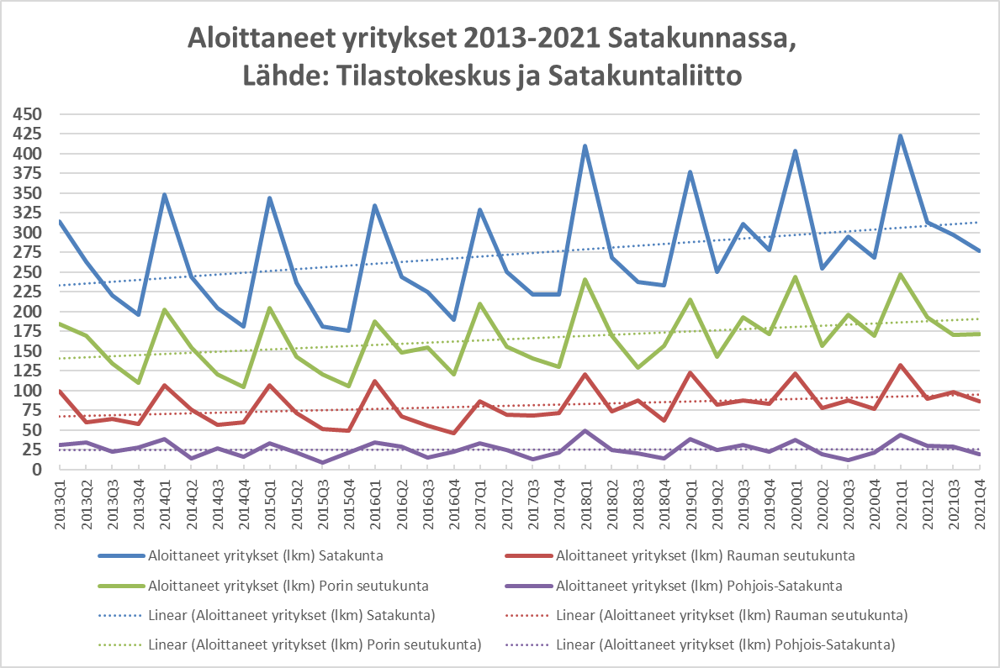 Aloittaneet yritykset 2013-2021 Satakunnassa,
Lähde: Tilastokeskus ja Satakuntaliitto
450
425
400
375
350
325
300
275
250
225
200
175
150
125
100
75
50
25
0
2013Q1
2013Q2
2013Q3
2013Q4
2014Q1
2014Q2
2014Q3
2014Q4
2015Q1
2015Q2
2015Q3
2015Q4
2016Q1
2016Q2
2016Q3
2016Q4
2017Q1
2017Q2
2017Q3
2017Q4
2018Q1
2018Q2
2018Q3
2018Q4
2019Q1
2019Q2
2019Q3
2019Q4
2020Q1
2020Q2
2020Q3
2020Q4
2021Q1
2021Q2
2021Q3
2021Q4
Aloittaneet yritykset (lkm) Satakunta
Aloittaneet yritykset (lkm) Rauman seutukunta
Aloittaneet yritykset (lkm) Porin seutukunta
Aloittaneet yritykset (lkm) Pohjois-Satakunta
Linear (Aloittaneet yritykset (lkm) Satakunta)
Linear (Aloittaneet yritykset (lkm) Rauman seutukunta)
Linear (Aloittaneet yritykset (lkm) Porin seutukunta)
Linear (Aloittaneet yritykset (lkm) Pohjois-Satakunta)